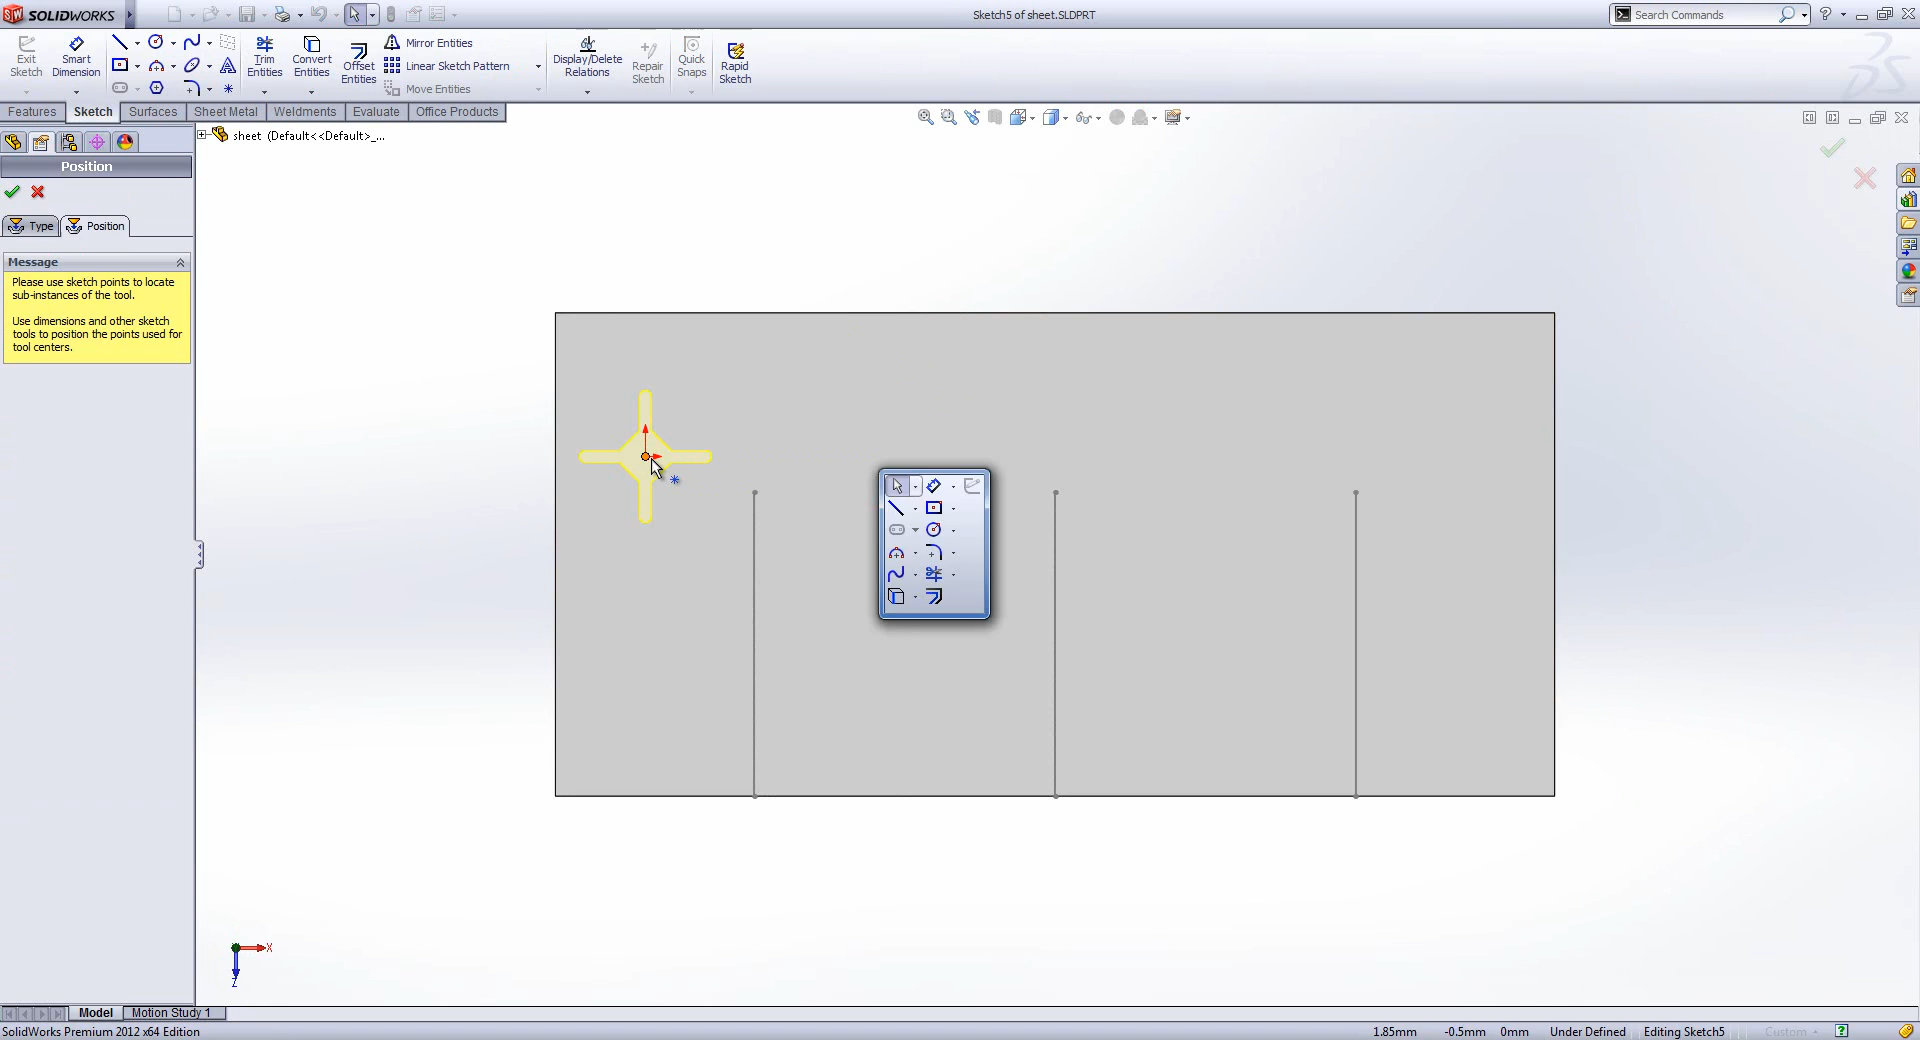 SOLIDWORKS
Sketch5 of sheet.SLDPRT
Search Commands
Exit Sketch
Smart Dimension
Trim Entities
Convert Entities
Offset Entities
Mirror Entities
Linear Sketch Pattern
Move Entities
Display/Delete Relations
Repair Sketch
Quick Snaps
Rapid Sketch
Features
Sketch
Surfaces
Sheet Metal
Weldments
Evaluate
Office Products
sheet (Default<<Default>_...
Position
Type
Position
Message
Please use sketch points to locate
sub-instances of the tool.
Use dimensions and other sketch
tools to position the points used for
tool centers.
X
Z
Model
Motion Study 1
SolidWorks Premium 2012 x64 Edition
1.85mm
-0.5mm
0mm
Under Defined
Editing Sketch5
Custom